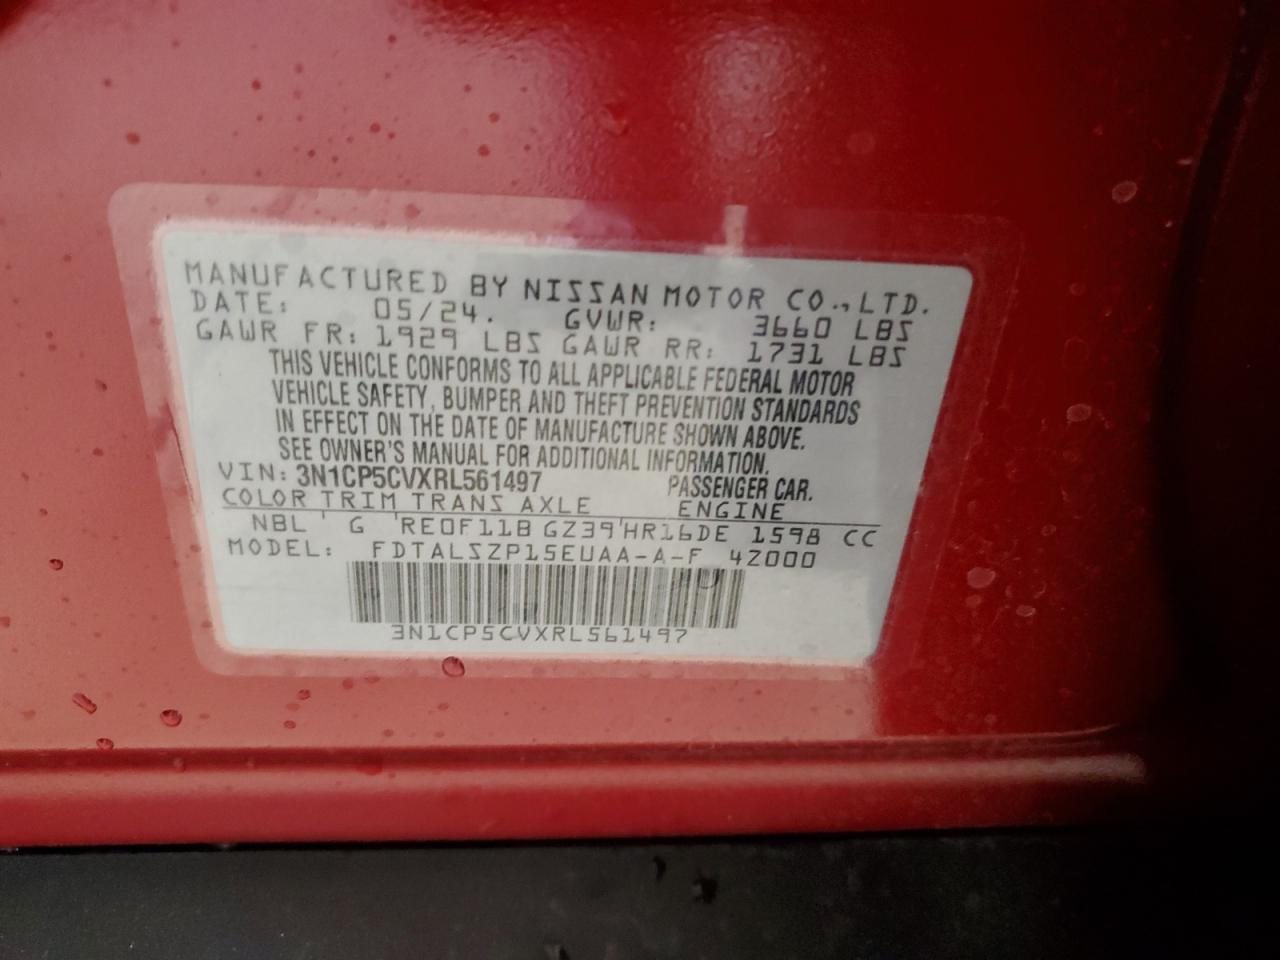 MANUFACTURED BY NISSAN MOTOR CO.,LTD.
DATE: 05/24. GVWR: 3660 LBS
GAWR FR: 1929 LBS GAWR RR: 1731 LBS
THIS VEHICLE CONFORMS TO ALL APPLICABLE FEDERAL MOTOR
VEHICLE SAFETY, BUMPER AND THEFT PREVENTION STANDARDS
IN EFFECT ON THE DATE OF MANUFACTURE SHOWN ABOVE.
SEE OWNER'S MANUAL FOR ADDITIONAL INFORMATION.
VIN: 3N1CP5CVXRL561497 PASSENGER CAR.
COLOR TRIM TRANS AXLE ENGINE
NBL ' G 'RE0F11B GZ39'HR16DE 1598 CC
MODEL: FDTALSZP15EUAA-A-F 4Z000
3N1CP5CVXRL561497